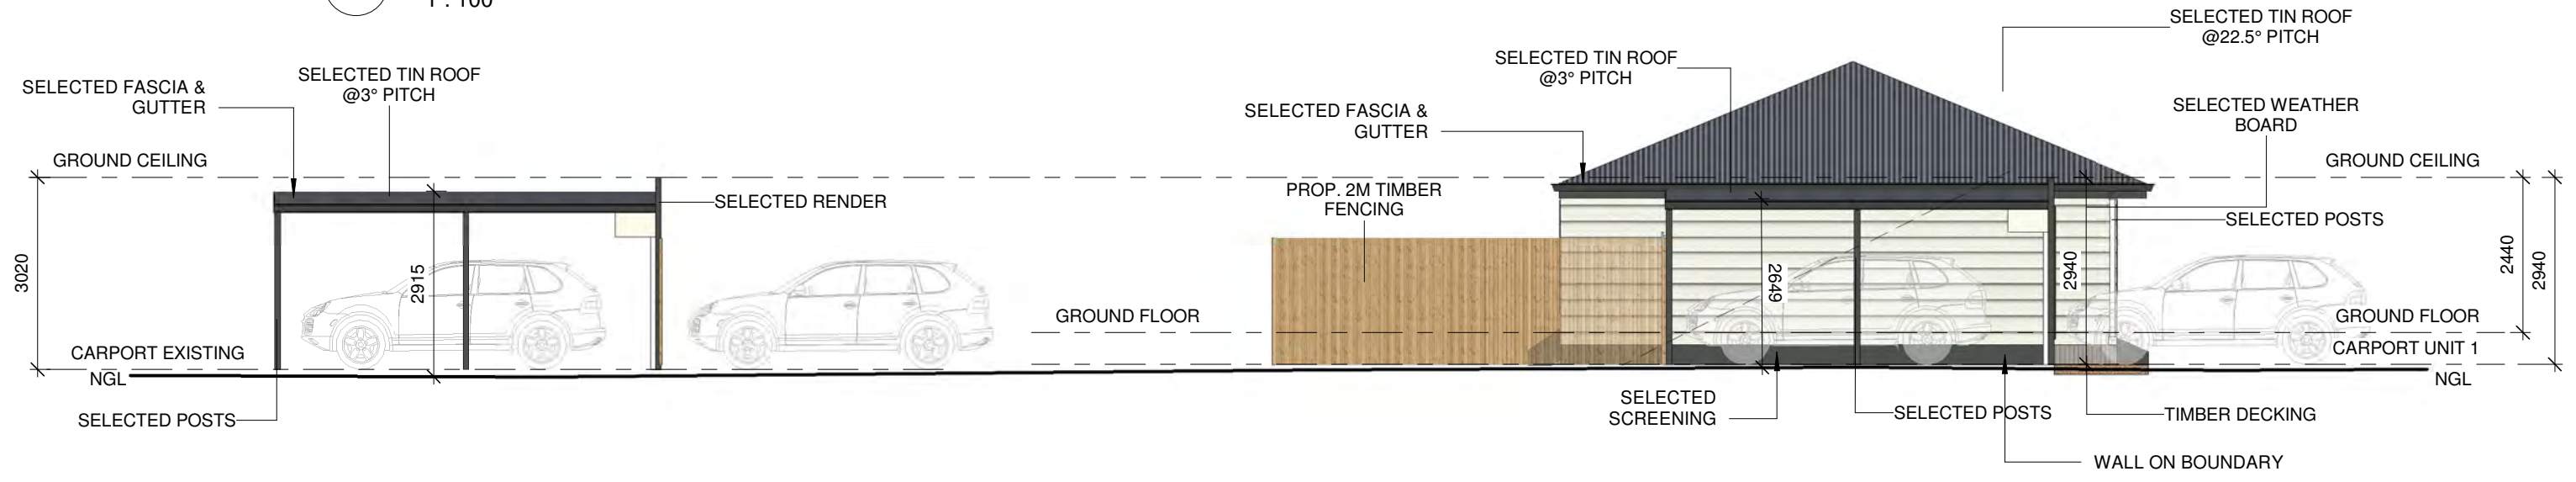 1 : 100
SELECTED TIN ROOF
@22.5° PITCH
SELECTED TIN ROOF
@3° PITCH
SELECTED TIN ROOF
@3° PITCH
SELECTED FASCIA &
GUTTER
SELECTED FASCIA &
GUTTER
SELECTED WEATHER
BOARD
GROUND CEILING
GROUND CEILING
PROP. 2M TIMBER
FENCING
SELECTED RENDER
SELECTED POSTS
3020
2915
2649
2940
2440
2940
GROUND FLOOR
GROUND FLOOR
CARPORT EXISTING
CARPORT UNIT 1
NGL
NGL
SELECTED POSTS
SELECTED
SCREENING
SELECTED POSTS
TIMBER DECKING
WALL ON BOUNDARY